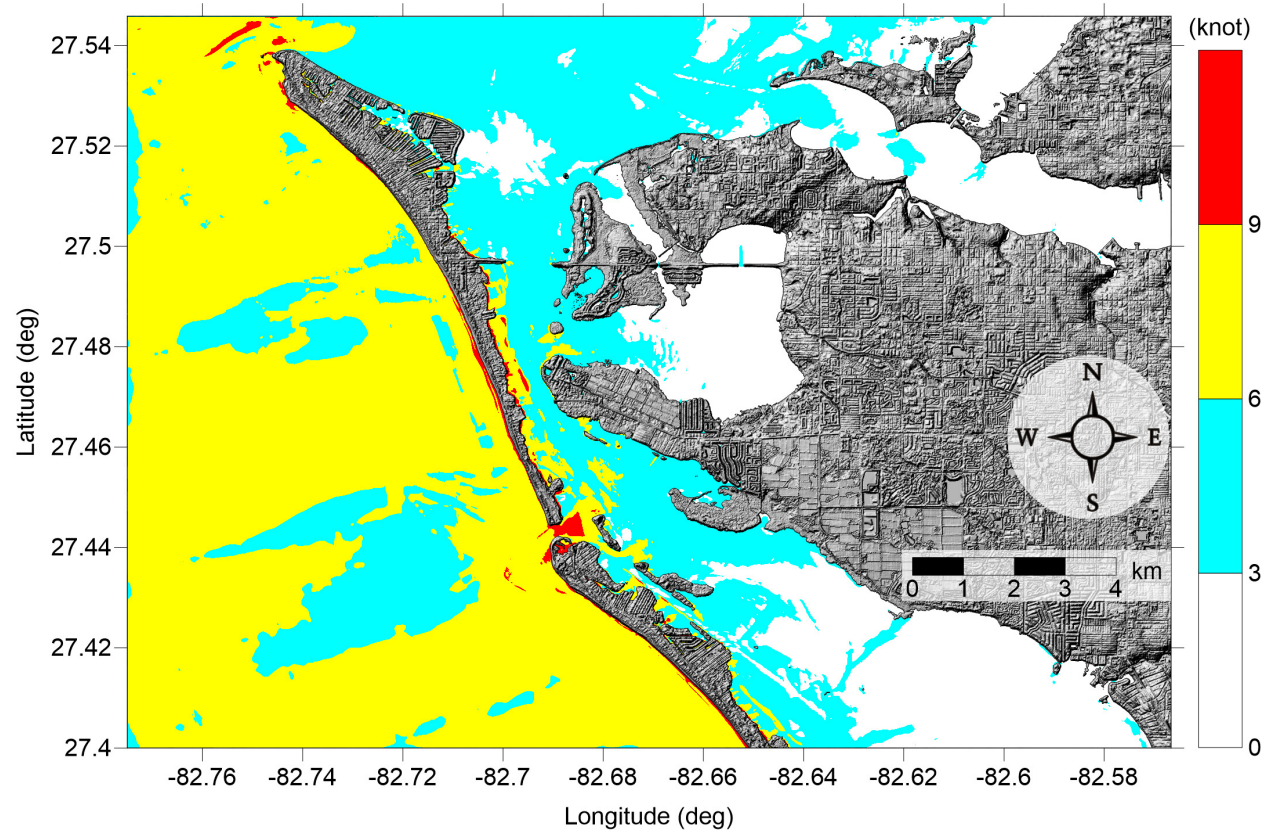 (knot)
27.54
27.52
27.5
27.48
27.46
27.44
27.42
27.4
9
6
3
0
N
W E
S
0 1 2 3 4 km
-82.76 -82.74 -82.72 -82.7 -82.68 -82.66 -82.64 -82.62 -82.6 -82.58
Latitude (deg)
Longitude (deg)